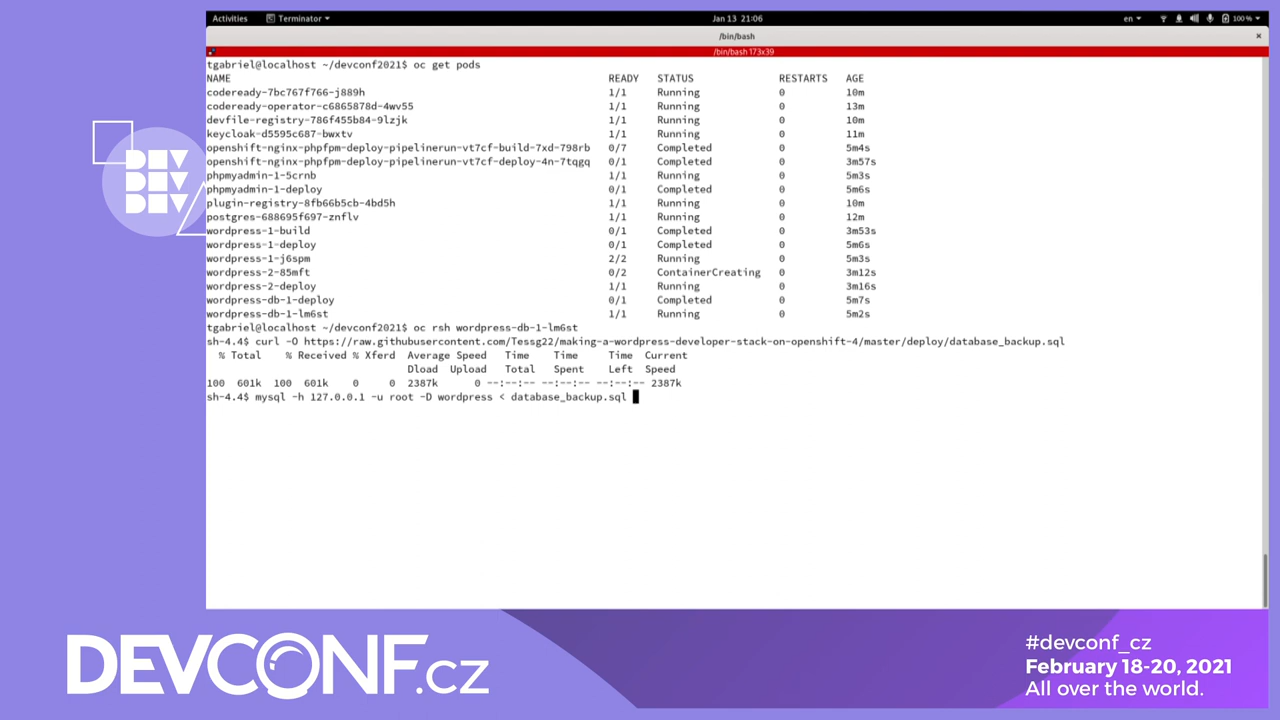 Activities Terminator Jan 13 21:06 en 100%
/bin/bash
/bin/bash 173x39
tgabriel@localhost ~/devconf2021$ oc get pods
NAME READY STATUS RESTARTS AGE
codeready-7bc767f766-j889h 1/1 Running 0 10m
codeready-operator-c6865878d-4wv55 1/1 Running 0 13m
devfile-registry-786f455b84-9lzjk 1/1 Running 0 10m
keycloak-d5595c687-bwxtv 1/1 Running 0 11m
openshift-nginx-phpfpm-deploy-pipelinerun-vt7cf-build-7xd-798rb 0/7 Completed 0 5m4s
openshift-nginx-phpfpm-deploy-pipelinerun-vt7cf-deploy-4n-7tqgq 0/1 Completed 0 3m57s
phpmyadmin-1-5crnb 1/1 Running 0 5m3s
phpmyadmin-1-deploy 0/1 Completed 0 5m6s
plugin-registry-8fb66b5cb-4bd5h 1/1 Running 0 10m
postgres-688695f697-znflv 1/1 Running 0 12m
wordpress-1-build 0/1 Completed 0 3m53s
wordpress-1-deploy 0/1 Completed 0 5m6s
wordpress-1-j6spm 2/2 Running 0 5m3s
wordpress-2-85mft 0/2 ContainerCreating 0 3m12s
wordpress-2-deploy 1/1 Running 0 3m16s
wordpress-db-1-deploy 0/1 Completed 0 5m7s
wordpress-db-1-lm6st 1/1 Running 0 5m2s
tgabriel@localhost ~/devconf2021$ oc rsh wordpress-db-1-lm6st
sh-4.4$ curl -O https://raw.githubusercontent.com/Tessg22/making-a-wordpress-developer-stack-on-openshift-4/master/deploy/database_backup.sql
% Total % Received % Xferd Average Speed Time Time Time Current
Dload Upload Total Spent Left Speed
100 601k 100 601k 0 0 2387k 0 --:--:-- --:--:-- --:--:-- 2387k
sh-4.4$ mysql -h 127.0.0.1 -u root -D wordpress < database_backup.sql
DEV
DEV
DEV
DEVCONF.cz
#devconf_cz
February 18-20, 2021
All over the world.